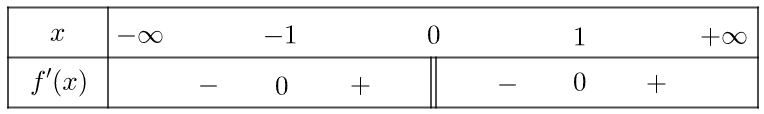 x −∞ −1 0 1 +∞
f′(x) − 0 + − 0 +